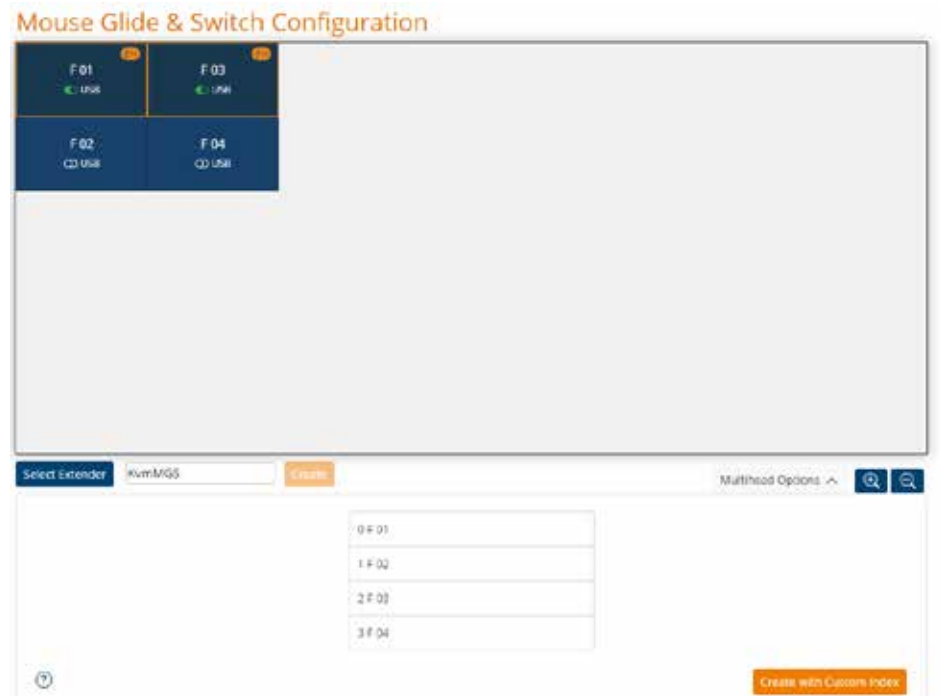 Mouse Glide & Switch Configuration
F 01
USB
F 03
USB
F 02
USB
F 04
USB
Select Extender
KvmMGS
Create
Multihead Options
0 F 01
1 F 02
2 F 03
3 F 04
Create with Custom Index